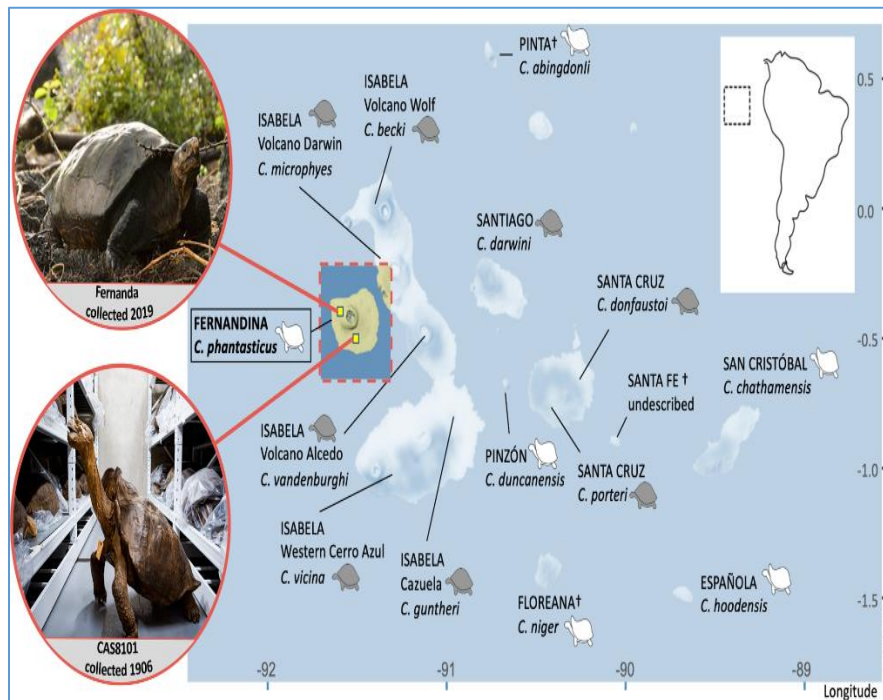 PINTA†
C. abingdonii
ISABELA
Volcano Wolf
C. becki
ISABELA
Volcano Darwin
C. microphyes
SANTIAGO
C. darwini
SANTA CRUZ
C. donfaustoi
Fernanda
collected 2019
FERNANDINA
C. phantasticus
SANTA FE †
undescribed
SAN CRISTÓBAL
C. chathamensis
ISABELA
Volcano Alcedo
C. vandenburghi
PINZÓN
C. duncanensis
SANTA CRUZ
C. porteri
ISABELA
Western Cerro Azul
C. vicina
ISABELA
Cazuela
C. guntheri
FLOREANA†
C. niger
ESPAÑOLA
C. hoodensis
CAS8101
collected 1906
0.5
0.0
-0.5
-1.0
-1.5
-92
-91
-90
-89
Longitude